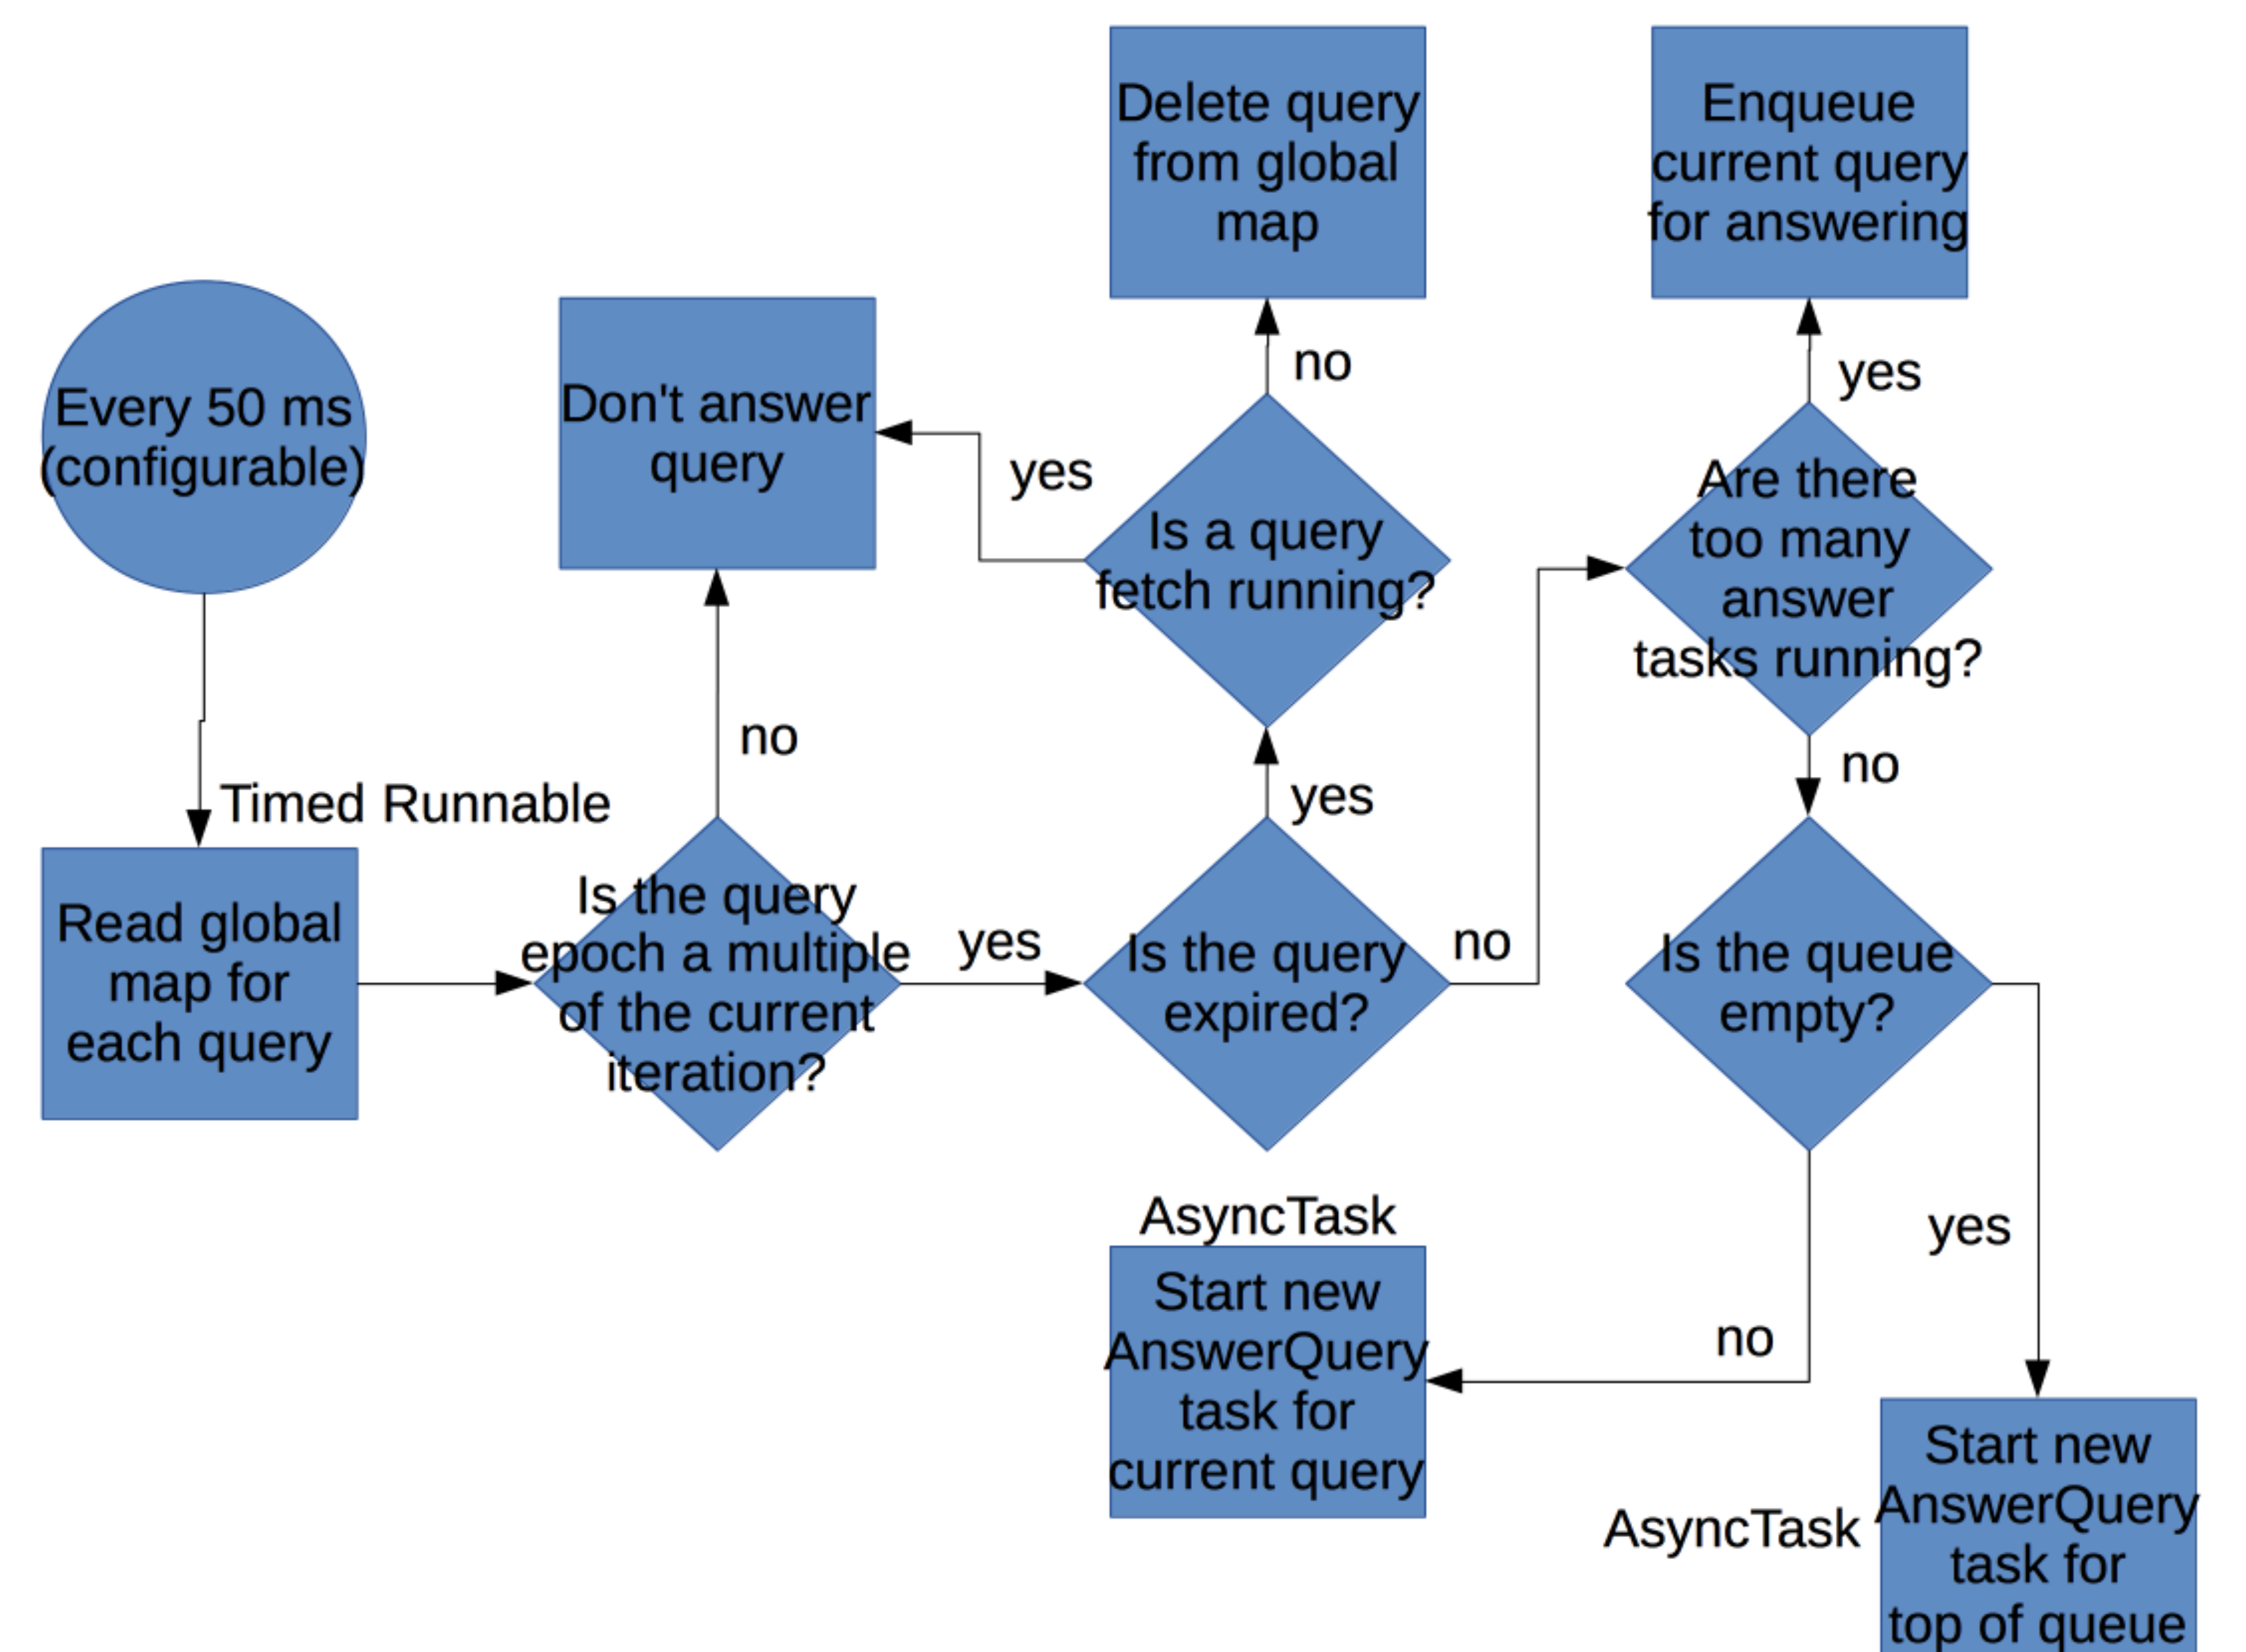 Delete query
from global
map
Enqueue
current query
for answering
Every 50 ms
(configurable)
Don't answer
query
no
yes
yes
Is a query
fetch running?
Are there
too many
answer
tasks running?
no
no
Timed Runnable
yes
Read global
map for
each query
Is the query
epoch a multiple
of the current
iteration?
yes
Is the query
expired?
no
Is the queue
empty?
AsyncTask
yes
Start new
AnswerQuery
task for
current query
no
AsyncTask
Start new
AnswerQuery
task for
top of queue